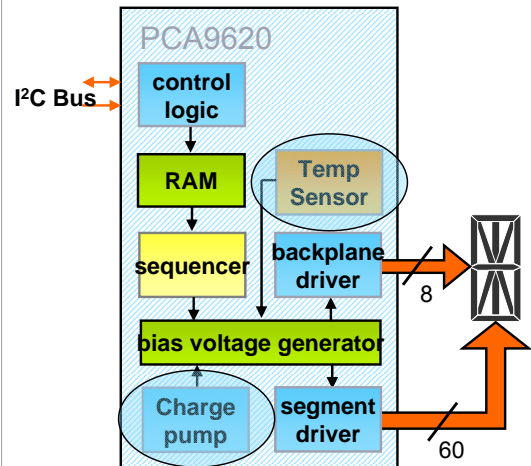 PCA9620
I²C Bus
control
logic
RAM
Temp
Sensor
sequencer
backplane
driver
8
bias voltage generator
Charge
pump
segment
driver
60